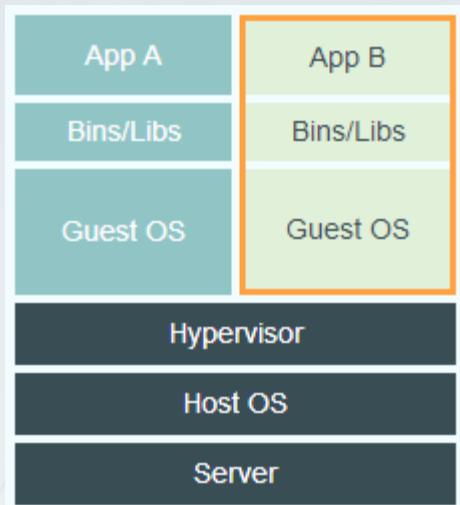 App A
App B
Bins/Libs
Bins/Libs
Guest OS
Guest OS
Hypervisor
Host OS
Server